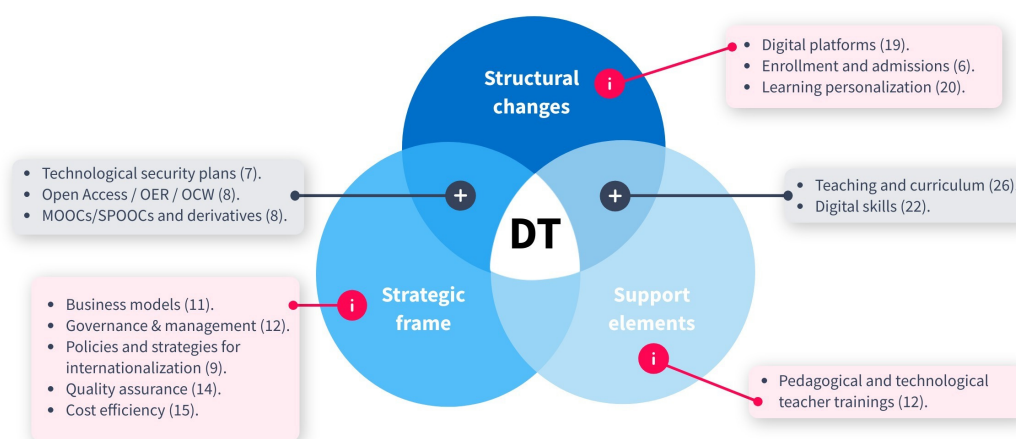 Structural
changes
i
• Digital platforms (19).
• Enrollment and admissions (6).
• Learning personalization (20).
• Technological security plans (7).
• Open Access / OER / OCW (8).
• MOOCs/SPOOCs and derivatives (8).
+
+
• Teaching and curriculum (26)
• Digital skills (22).
DT
Strategic
frame
i
Support
elements
i
• Business models (11).
• Governance & management (12).
• Policies and strategies for
internationalization (9).
• Quality assurance (14).
• Cost efficiency (15).
• Pedagogical and technological
teacher trainings (12).